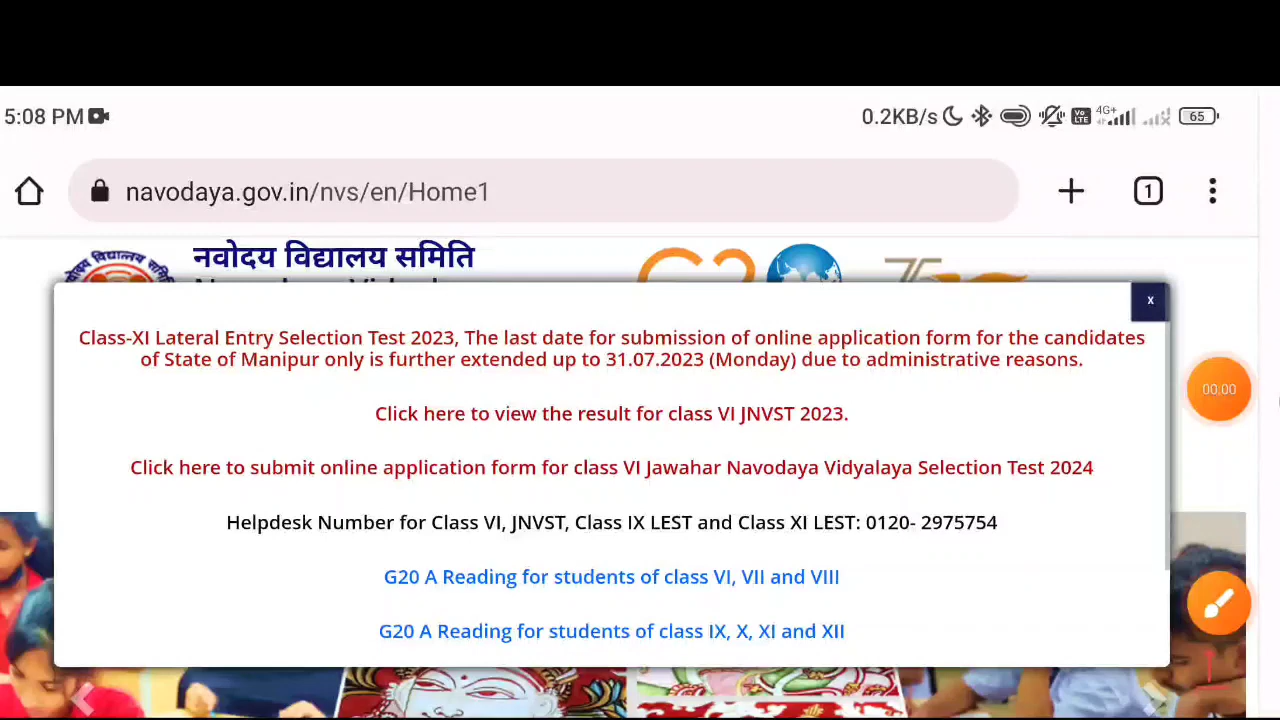 5:08 PM 0.2KB/s Vo LTE 4G+ 65
navodaya.gov.in/nvs/en/Home1 1
नवोदय विद्यालय समिति
विद्यालय समिति
G20 75
x
Class-XI Lateral Entry Selection Test 2023, The last date for submission of online application form for the candidates
of State of Manipur only is further extended up to 31.07.2023 (Monday) due to administrative reasons.
00:00
Click here to view the result for class VI JNVST 2023.
Click here to submit online application form for class VI Jawahar Navodaya Vidyalaya Selection Test 2024
Helpdesk Number for Class VI, JNVST, Class IX LEST and Class XI LEST: 0120- 2975754
G20 A Reading for students of class VI, VII and VIII
G20 A Reading for students of class IX, X, XI and XII